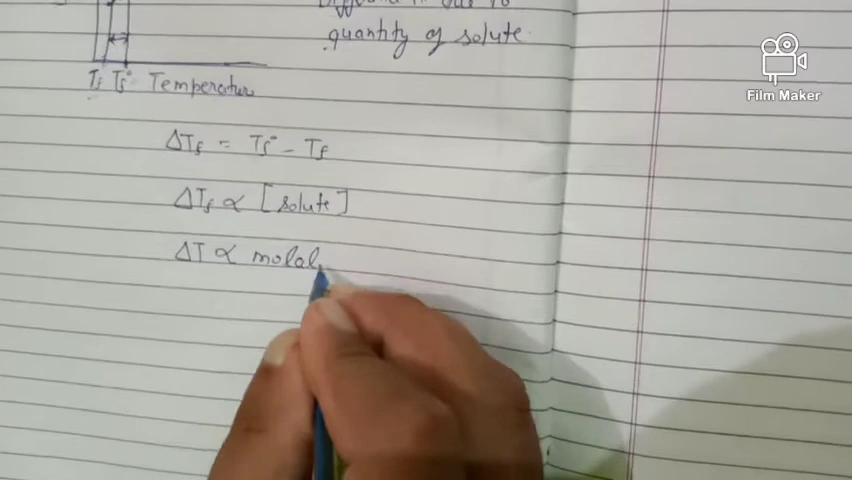 quantity of solute
Tf Tf° Temperature
ΔTf = Tf° - Tf
ΔTf ∝ [solute]
ΔT ∝ molal
Film Maker